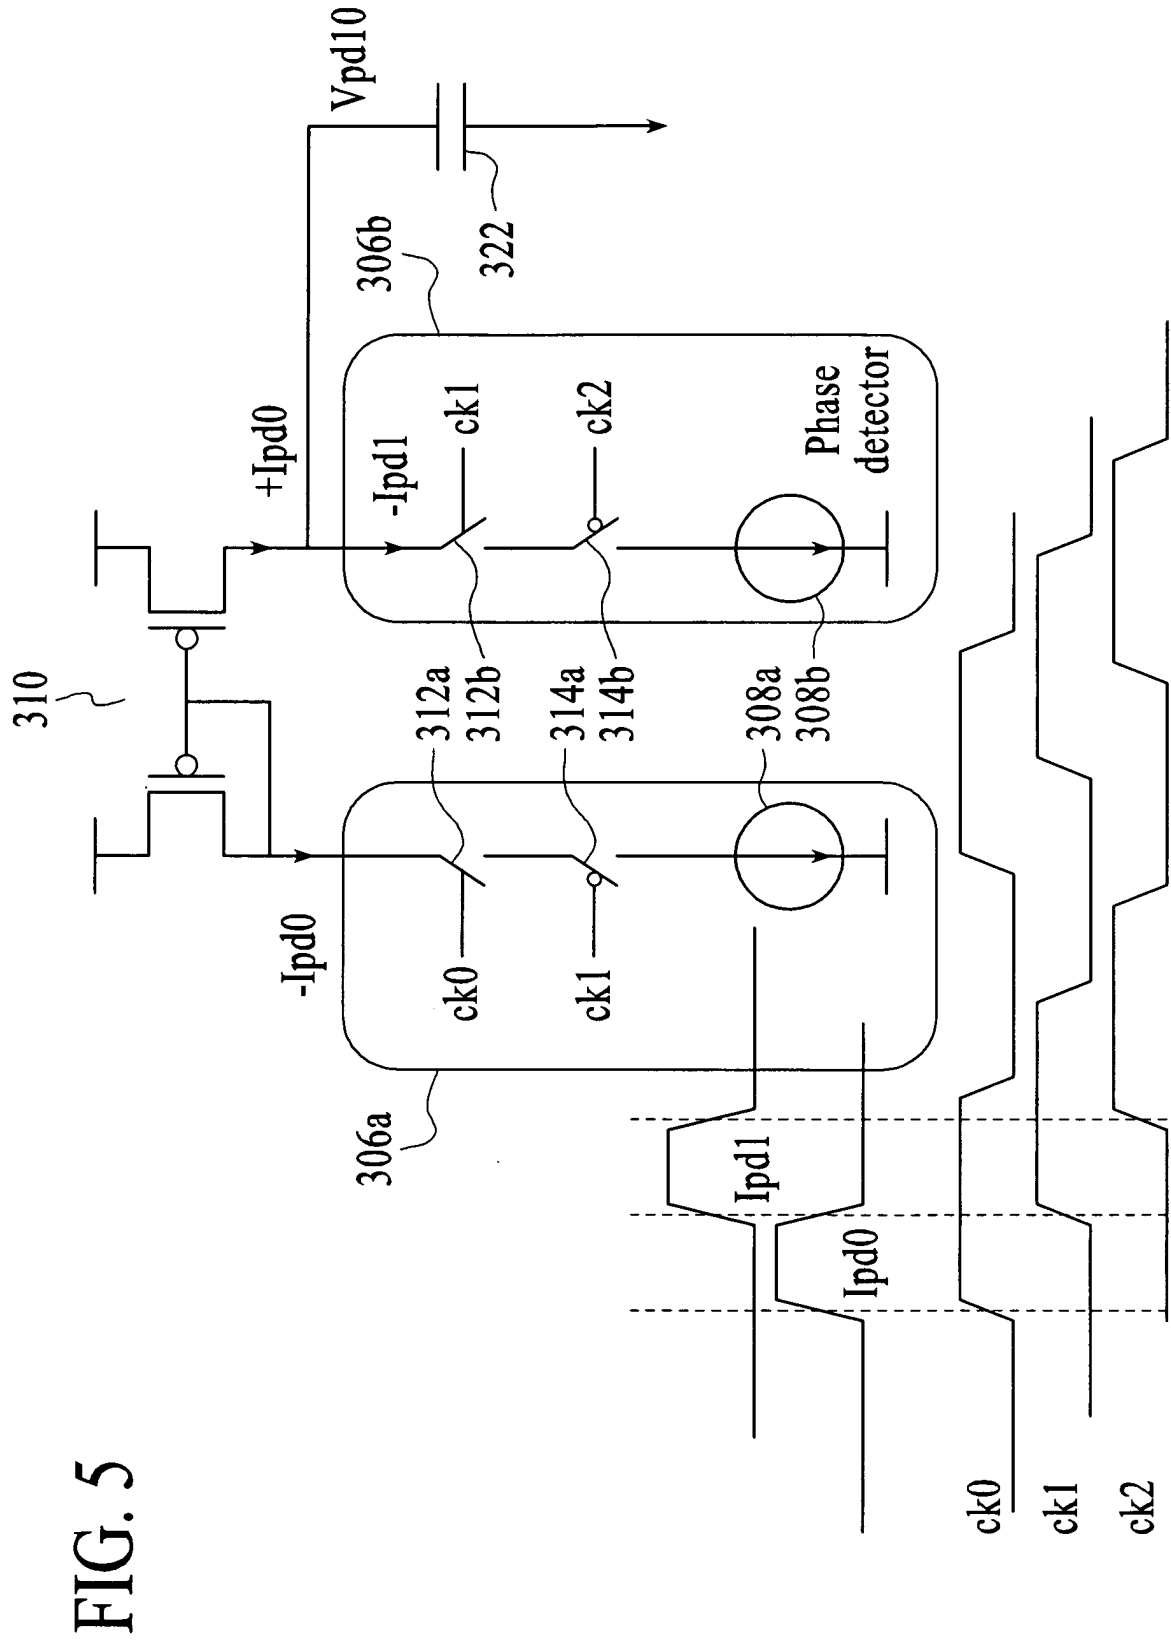 FIG. 5
310
-Ipd0
+Ipd0
Vpd10
306a
306b
322
ck0
312a
312b
-Ipd1
ck1
ck1
314a
314b
ck2
308a
308b
Phase
detector
Ipd1
Ipd0
ck0
ck1
ck2